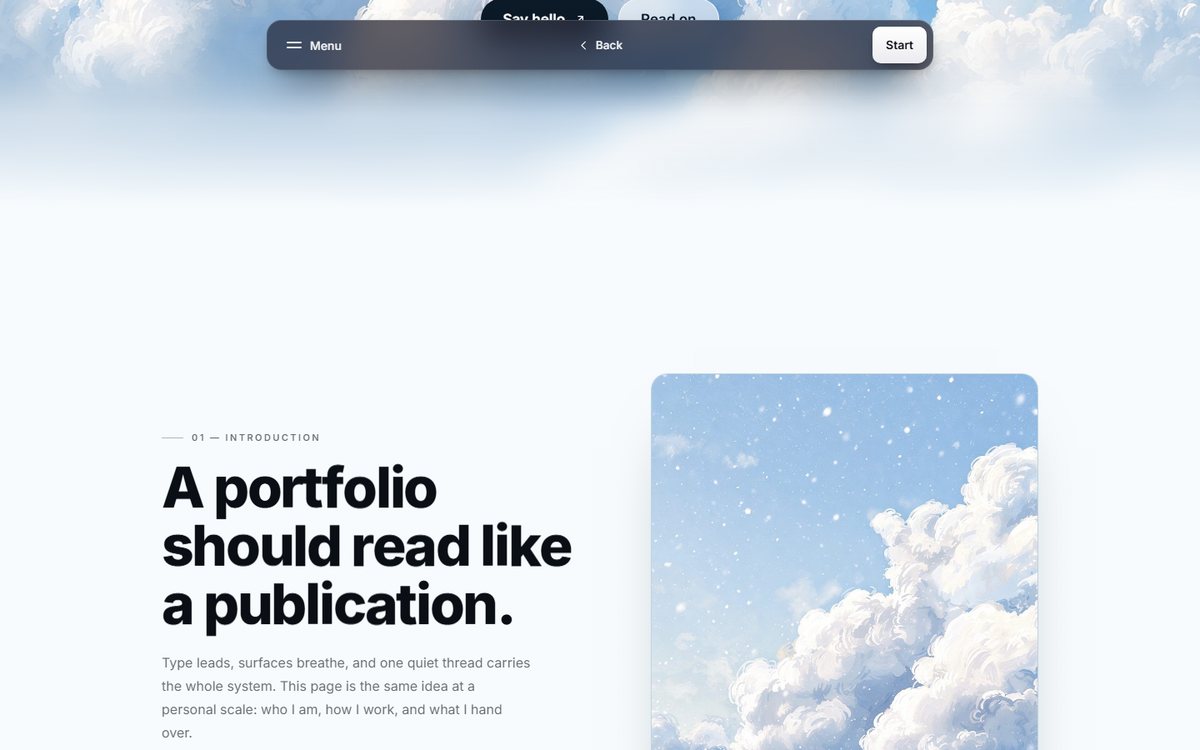 Say hello ↗ Read on
Menu
Back
Start
01 — INTRODUCTION
A portfolio
should read like
a publication.
Type leads, surfaces breathe, and one quiet thread carries
the whole system. This page is the same idea at a
personal scale: who I am, how I work, and what I hand
over.